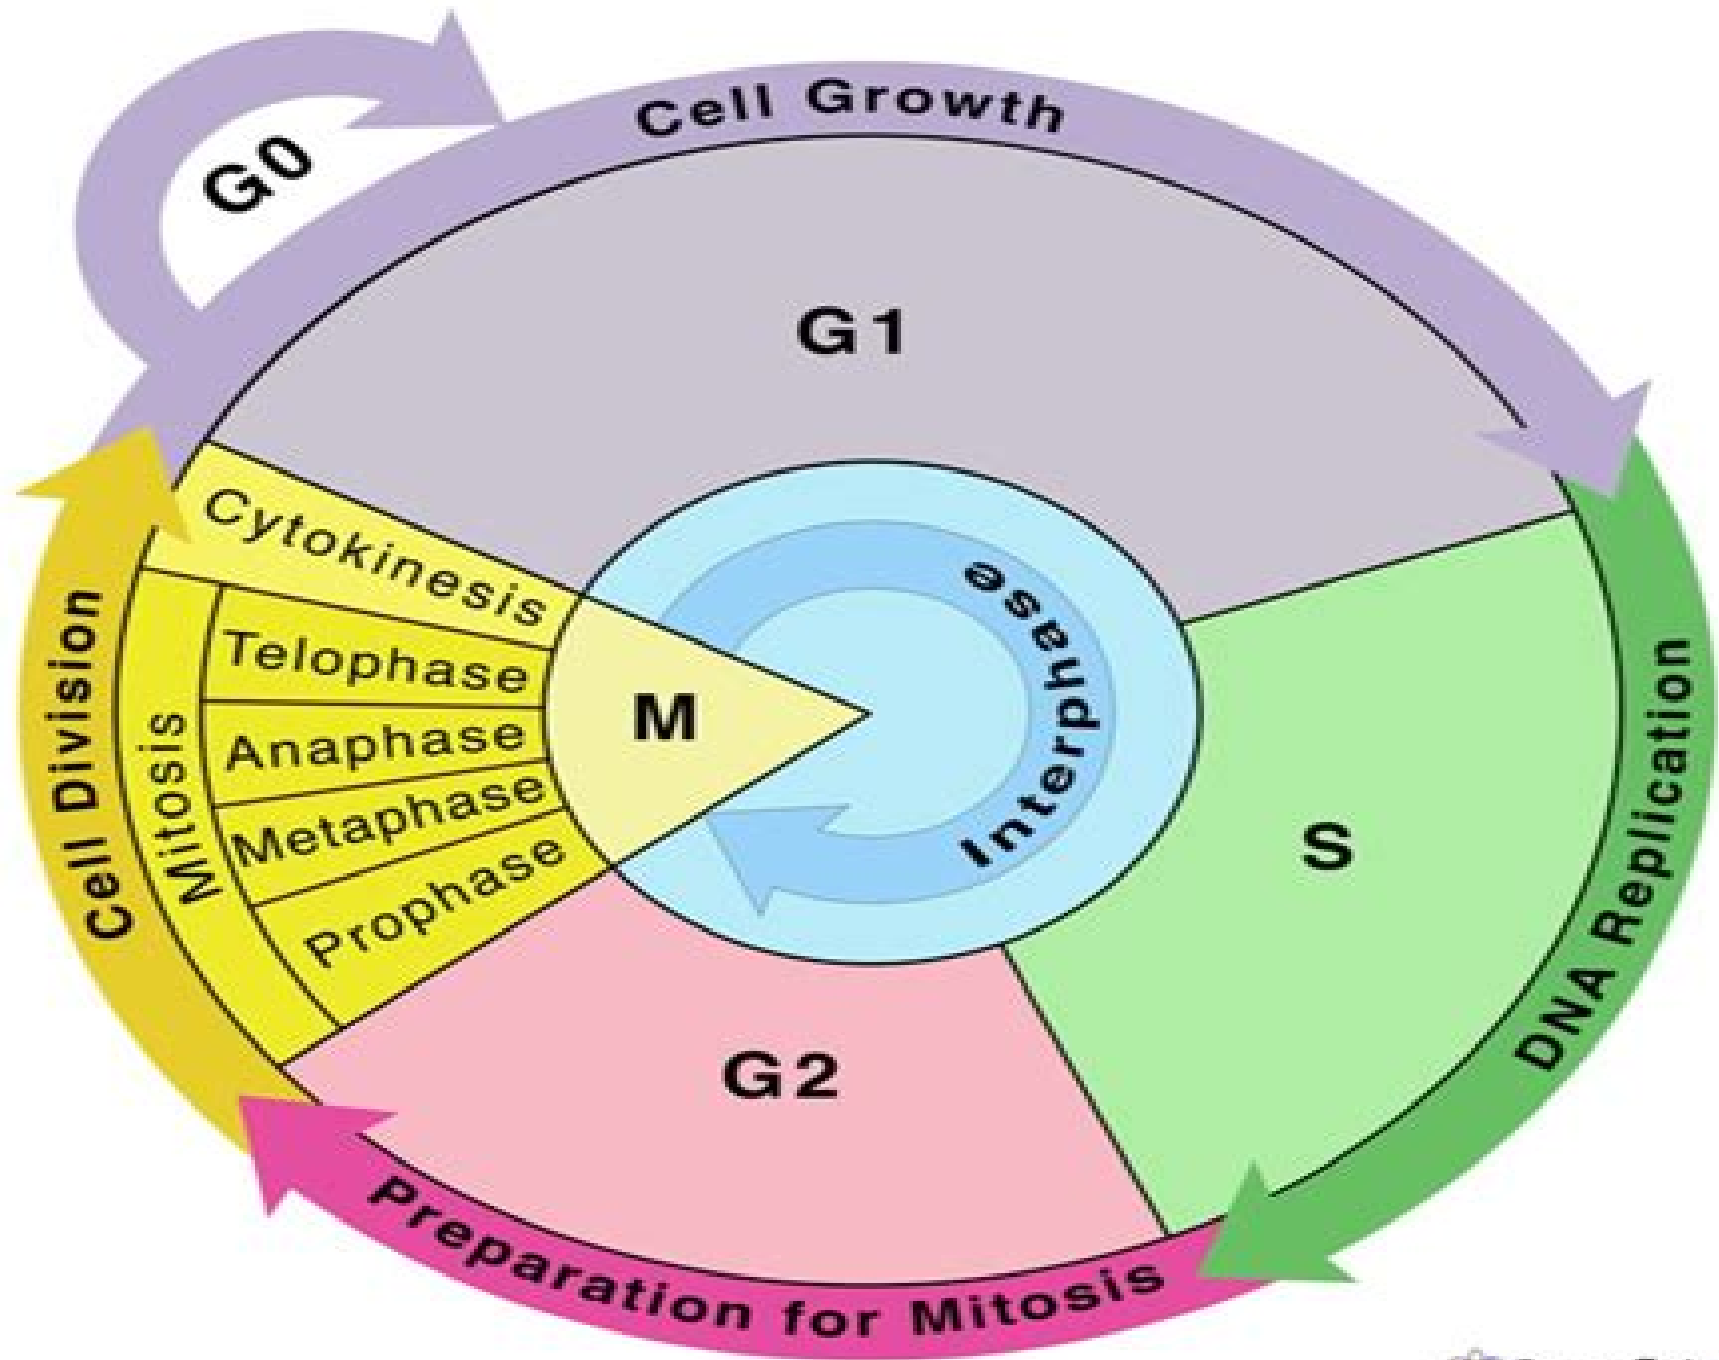 G0
Cell Growth
G1
Cytokinesis
Telophase
Anaphase
Metaphase
Prophase
Mitosis
Cell Division
M
Interphase
S
DNA Replication
G2
Preparation for Mitosis